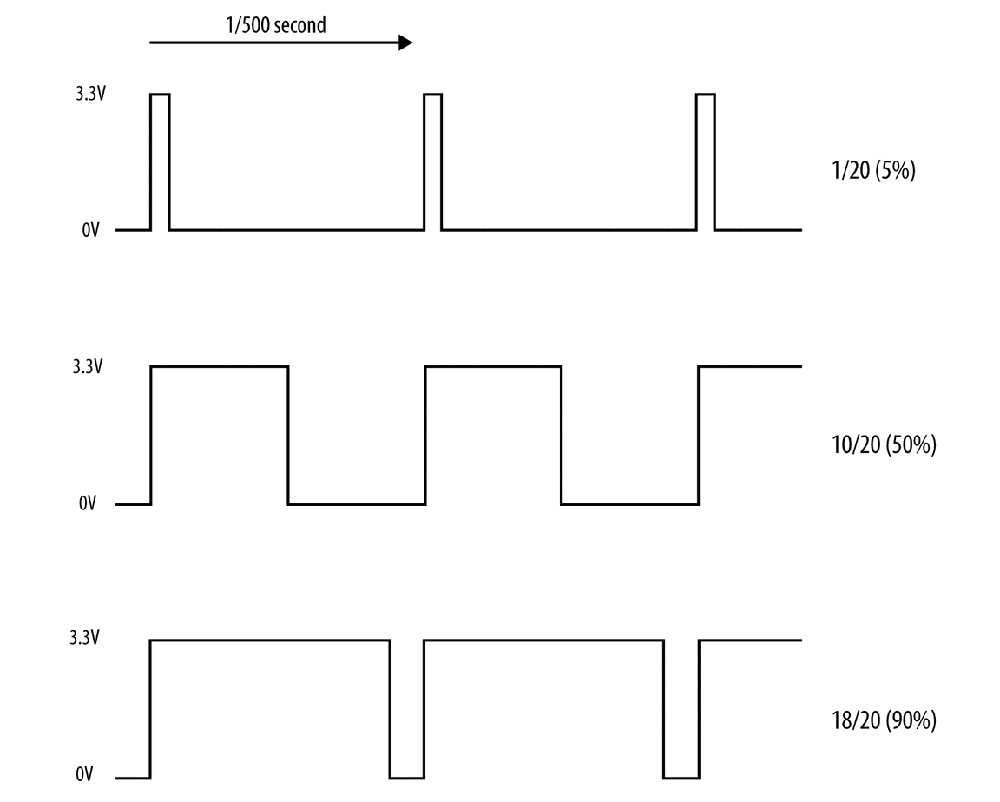 1/500 second
3.3V
1/20 (5%)
0V
3.3V
10/20 (50%)
0V
3.3V
18/20 (90%)
0V